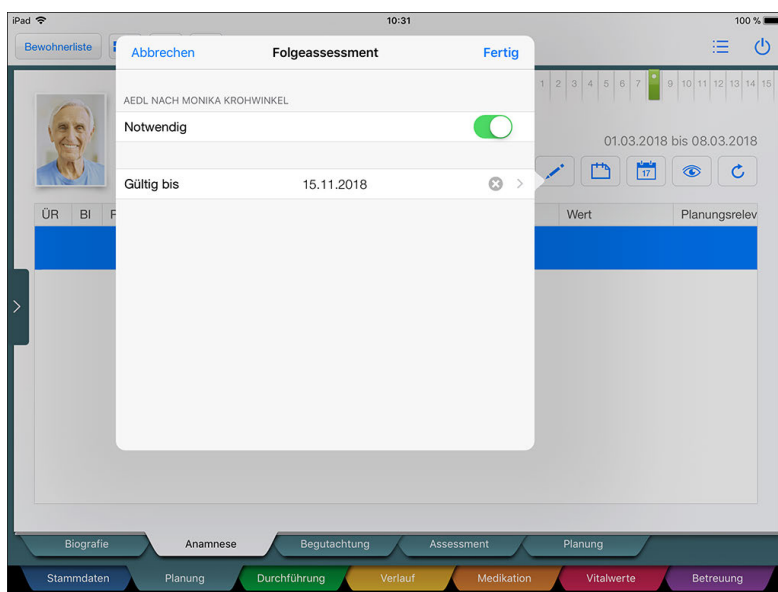 iPad 10:31 100 %
Bewohnerliste
Abbrechen Folgeassessment Fertig
1 2 3 4 5 6 7 9 10 11 12 13 14 15
AEDL NACH MONIKA KROHWINKEL
Notwendig
01.03.2018 bis 08.03.2018
17
Gültig bis 15.11.2018
ÜR BI Wert Planungsrelev
Biografie Anamnese Begutachtung Assessment Planung
Stammdaten Planung Durchführung Verlauf Medikation Vitalwerte Betreuung